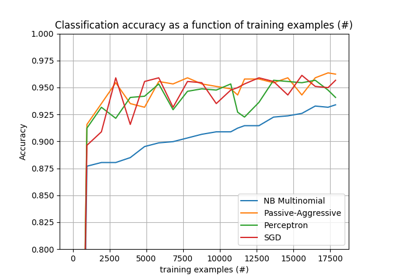 Classification accuracy as a function of training examples (#)
1.000
0.975
0.950
0.925
0.900
0.875
0.850
0.825
0.800
Accuracy
NB Multinomial
Passive-Aggressive
Perceptron
SGD
0 2500 5000 7500 10000 12500 15000 17500
training examples (#)